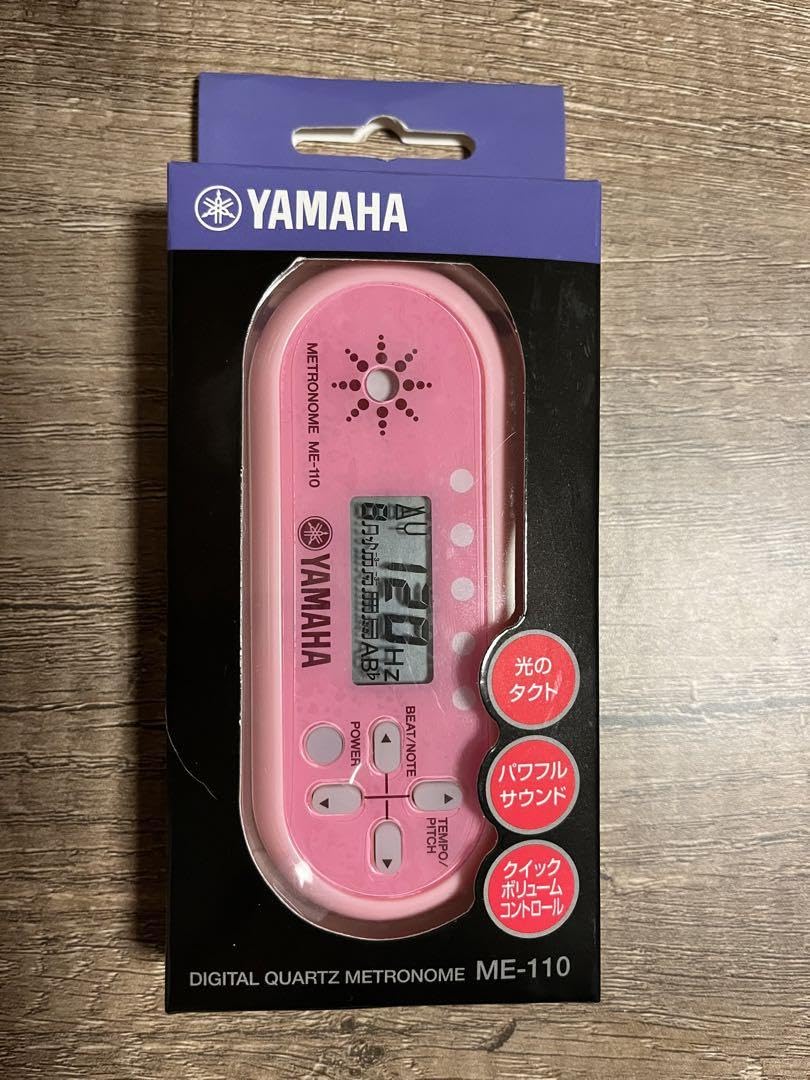 YAMAHA
METRONOME ME-110
YAMAHA
120
Hz
AB♭
POWER
BEAT/NOTE
TEMPO/
PITCH
光の
タクト
パワフル
サウンド
クイック
ボリューム
コントロール
DIGITAL QUARTZ METRONOME ME-110